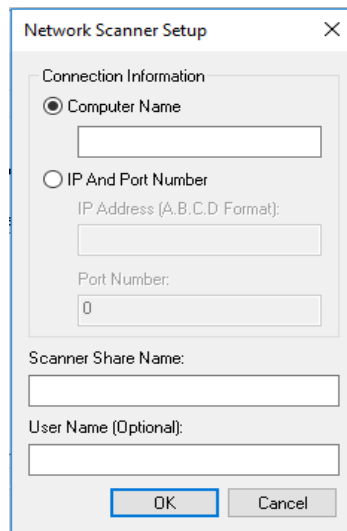 Network Scanner Setup
Connection Information
Computer Name
IP And Port Number
IP Address (A.B.C.D Format):
Port Number:
0
Scanner Share Name:
User Name (Optional):
OK Cancel